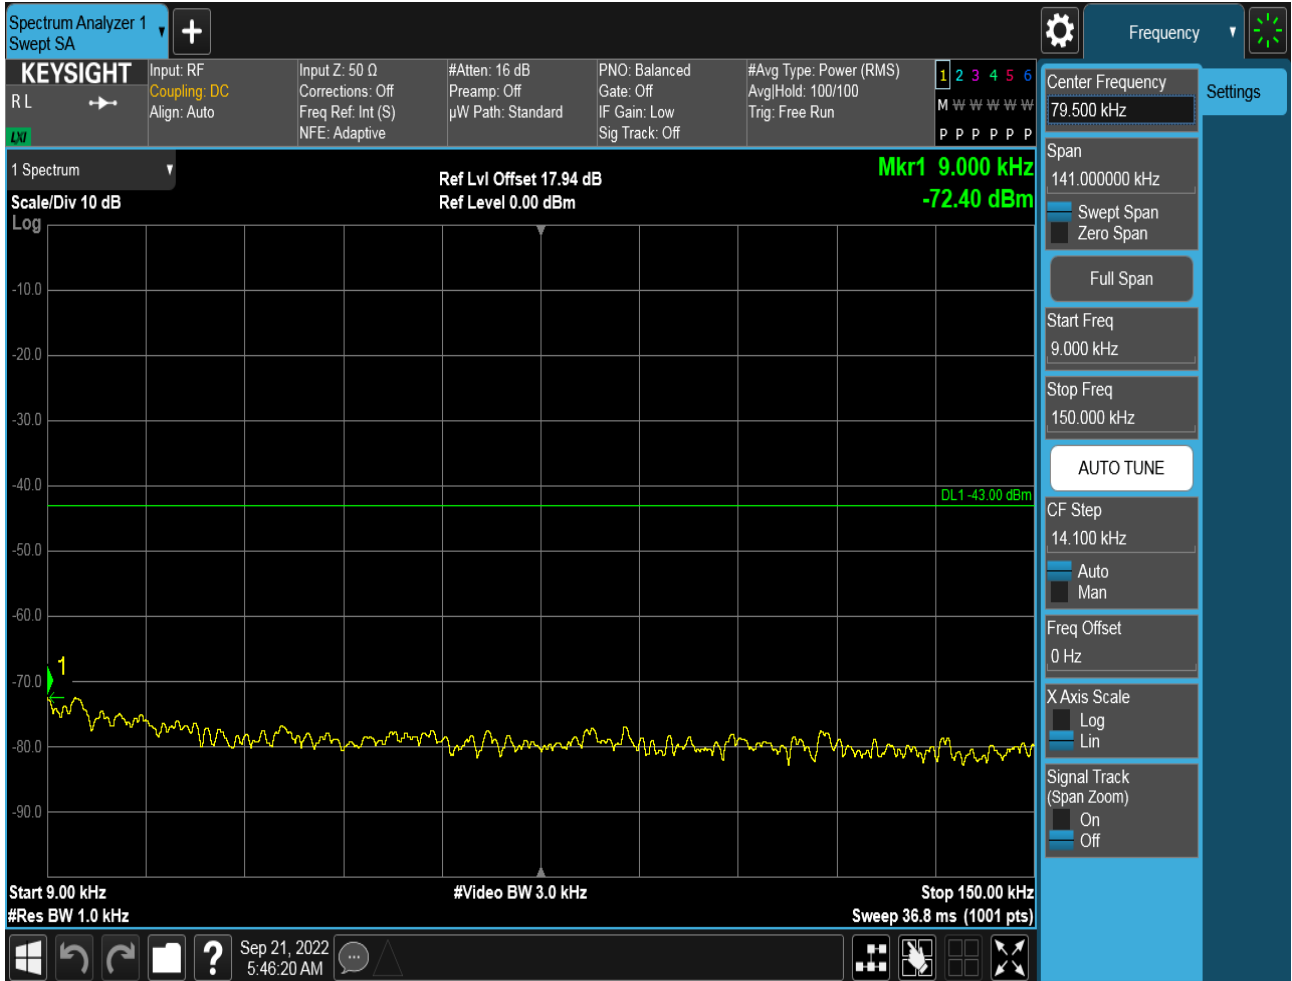 Spectrum Analyzer 1
Swept SA
Frequency
KEYSIGHT
R L
LXI
Input: RF
Coupling: DC
Align: Auto
Input Z: 50 Ω
Corrections: Off
Freq Ref: Int (S)
NFE: Adaptive
#Atten: 16 dB
Preamp: Off
µW Path: Standard
PNO: Balanced
Gate: Off
IF Gain: Low
Sig Track: Off
#Avg Type: Power (RMS)
Avg|Hold: 100/100
Trig: Free Run
1 2 3 4 5 6
M W W W W W
P P P P P P
1 Spectrum
Scale/Div 10 dB
Log
Ref Lvl Offset 17.94 dB
Ref Level 0.00 dBm
Mkr1 9.000 kHz
-72.40 dBm
-10.0
-20.0
-30.0
-40.0
DL1 -43.00 dBm
-50.0
-60.0
1
-70.0
-80.0
-90.0
Start 9.00 kHz
#Res BW 1.0 kHz
#Video BW 3.0 kHz
Stop 150.00 kHz
Sweep 36.8 ms (1001 pts)
?
Sep 21, 2022
5:46:20 AM
Center Frequency
79.500 kHz
Settings
Span
141.000000 kHz
Swept Span
Zero Span
Full Span
Start Freq
9.000 kHz
Stop Freq
150.000 kHz
AUTO TUNE
CF Step
14.100 kHz
Auto
Man
Freq Offset
0 Hz
X Axis Scale
Log
Lin
Signal Track
(Span Zoom)
On
Off